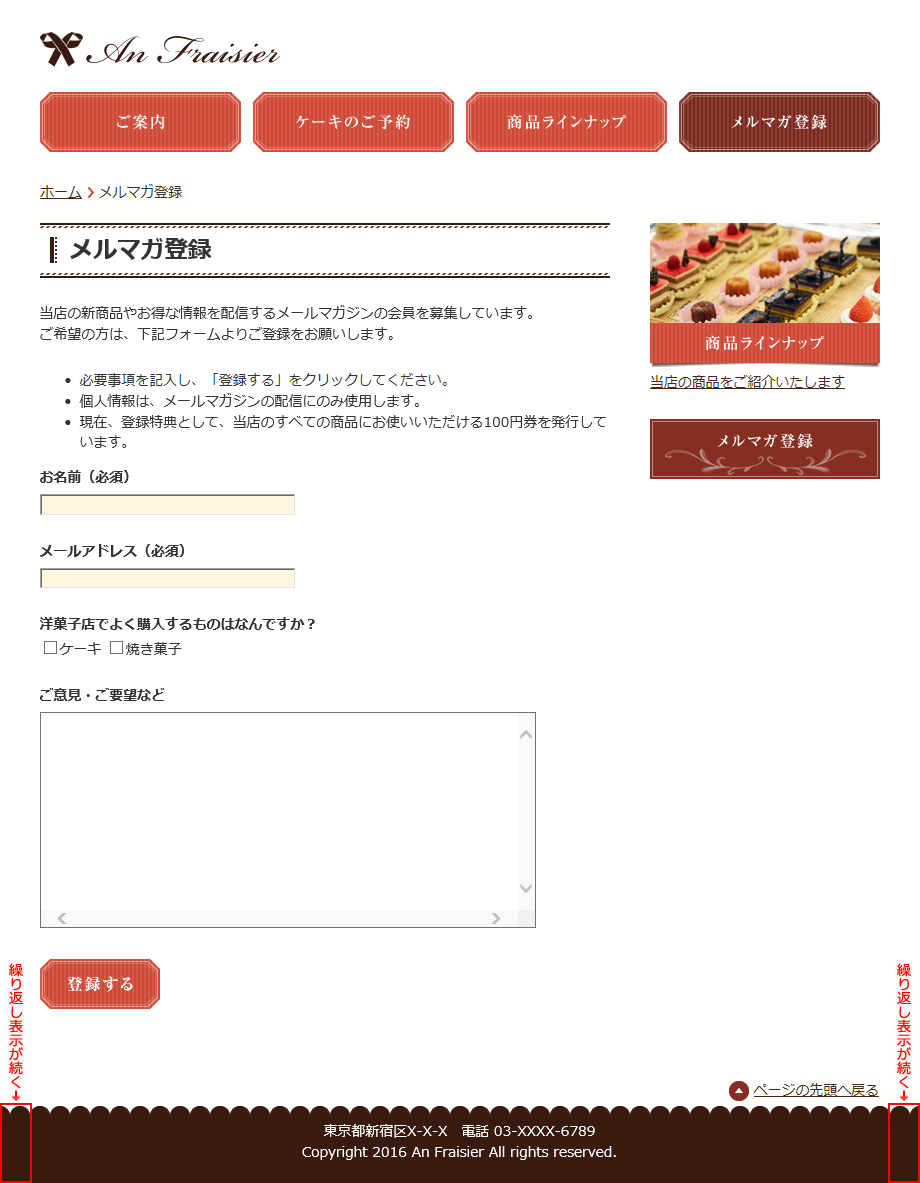 An Fraisier
ご案内
ケーキのご予約
商品ラインナップ
メルマガ登録
ホーム メルマガ登録
メルマガ登録
当店の新商品やお得な情報を配信するメールマガジンの会員を募集しています。
ご希望の方は、下記フォームよりご登録をお願いします。
必要事項を記入し、「登録する」をクリックしてください。
個人情報は、メールマガジンの配信にのみ使用します。
現在、登録特典として、当店のすべての商品にお使いいただける100円券を発行して
います。
お名前（必須）
メールアドレス（必須）
洋菓子店でよく購入するものはなんですか？
ケーキ 焼き菓子
ご意見・ご要望など
登録する
商品ラインナップ
当店の商品をご紹介いたします
メルマガ登録
繰り返し表示が続く→
繰り返し表示が続く→
ページの先頭へ戻る
東京都新宿区X-X-X　電話 03-XXXX-6789
Copyright 2016 An Fraisier All rights reserved.